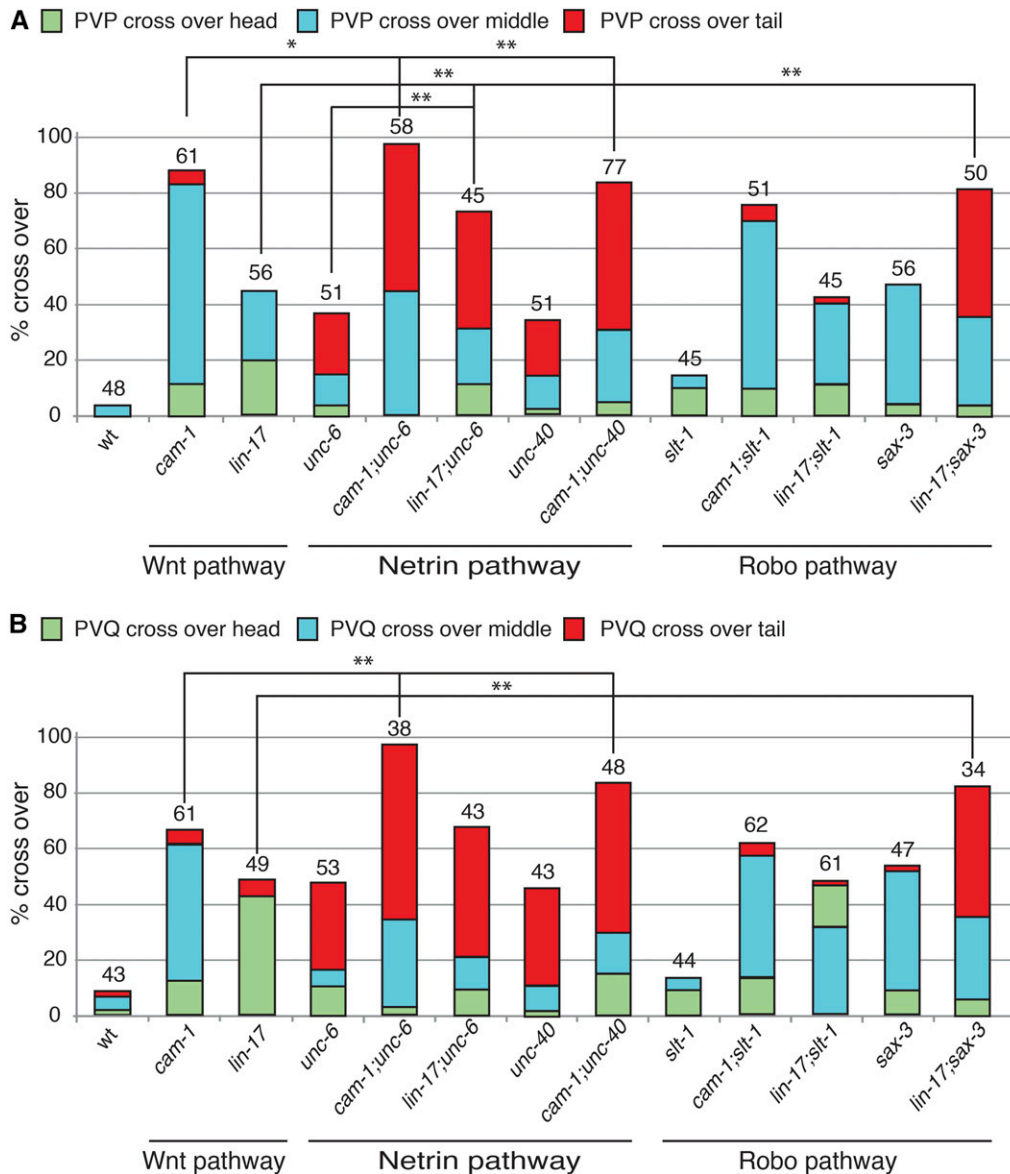 A PVP cross over head PVP cross over middle PVP cross over tail
* **
** **
**
% cross over
100
80
60
40
20
0
48 61 56 51 58 45 51 77 45 51 45 56 50
wt cam-1 lin-17 unc-6 cam-1;unc-6 lin-17;unc-6 unc-40 cam-1;unc-40 slt-1 cam-1;slt-1 lin-17;slt-1 sax-3 lin-17;sax-3
Wnt pathway Netrin pathway Robo pathway
B PVQ cross over head PVQ cross over middle PVQ cross over tail
**
**
% cross over
100
80
60
40
20
0
43 61 49 53 38 43 43 48 44 62 61 47 34
wt cam-1 lin-17 unc-6 cam-1;unc-6 lin-17;unc-6 unc-40 cam-1;unc-40 slt-1 cam-1;slt-1 lin-17;slt-1 sax-3 lin-17;sax-3
Wnt pathway Netrin pathway Robo pathway